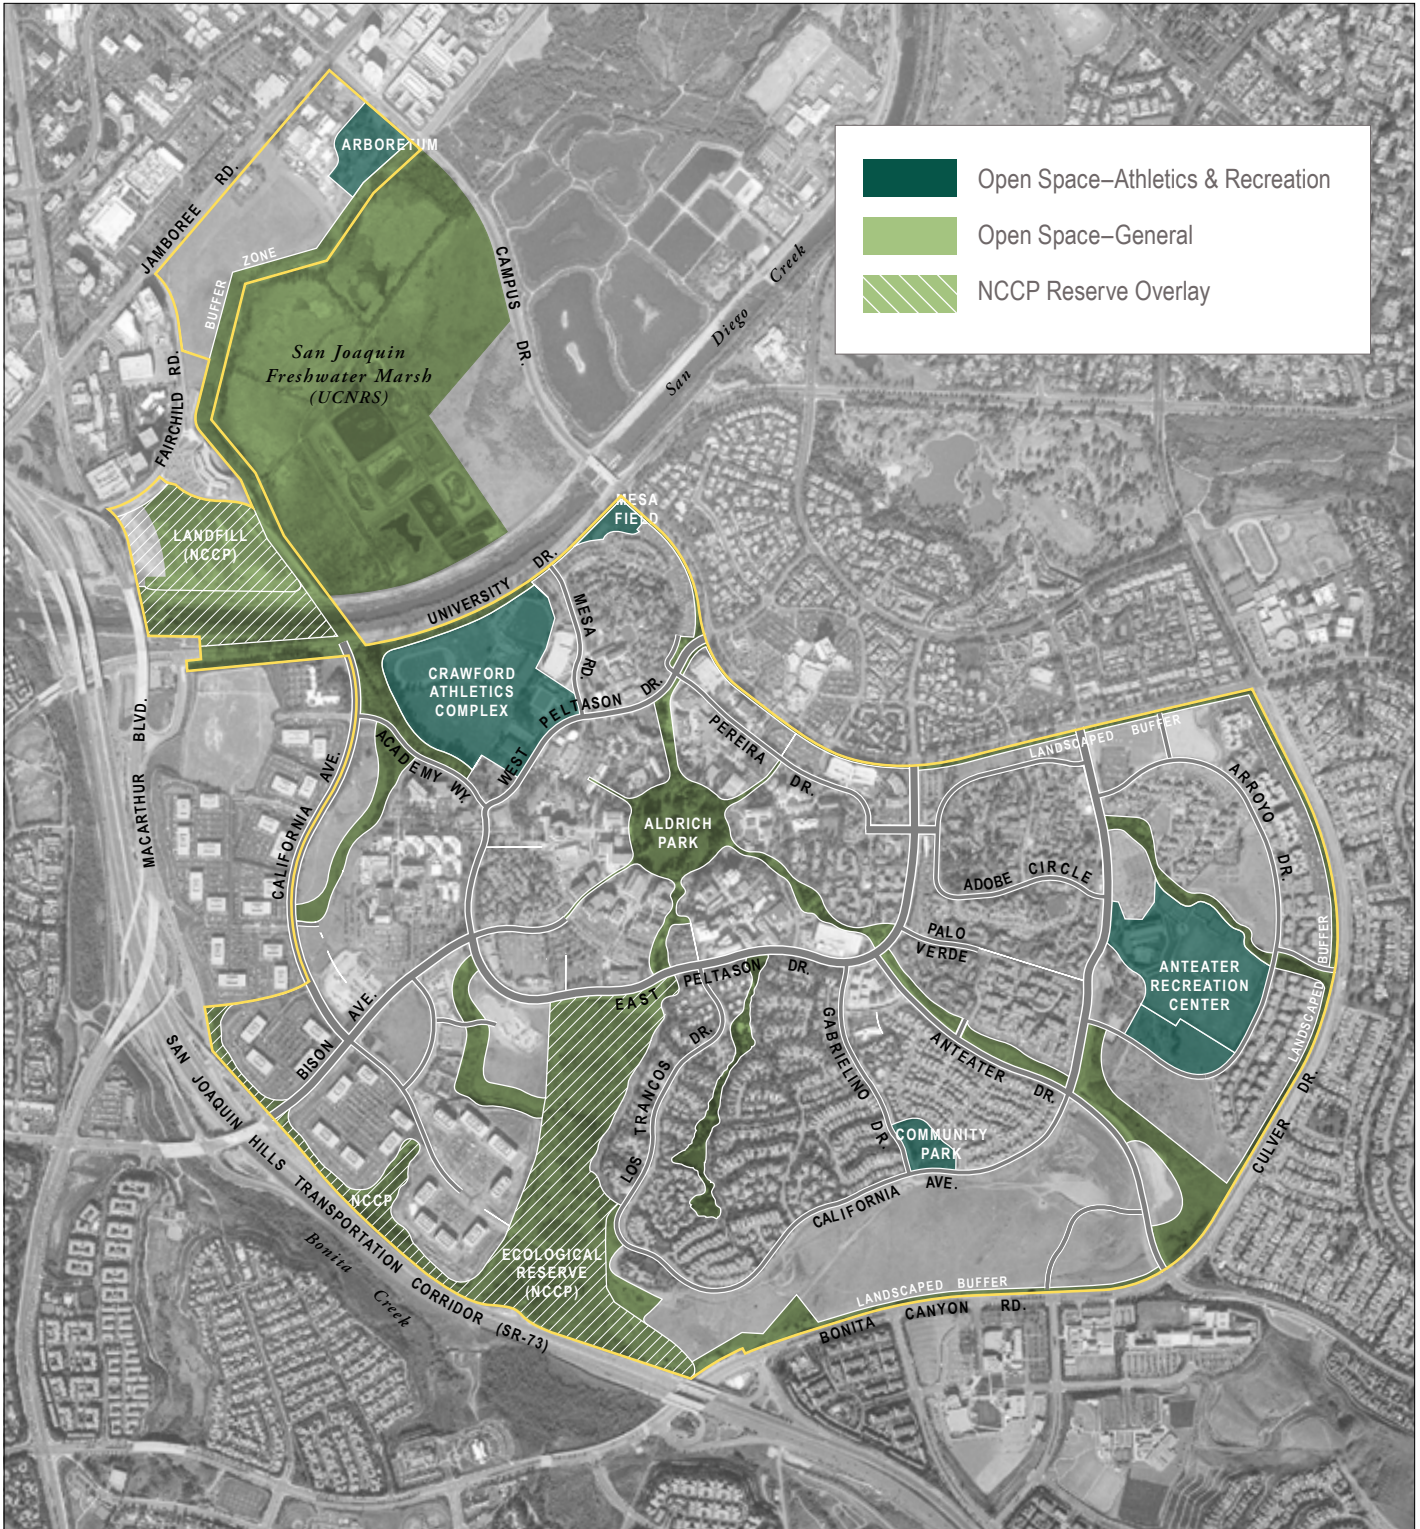 ARBORETUM
JAMBOREE RD.
BUFFER ZONE
CAMPUS DR.
San Diego Creek
Open Space–Athletics & Recreation
Open Space–General
NCCP Reserve Overlay
San Joaquin
Freshwater Marsh
(UCNRS)
FAIRCHILD RD.
LANDFILL
(NCCP)
MESA
FIELD
UNIVERSITY DR.
MESA RD.
CRAWFORD
ATHLETICS
COMPLEX
WEST PELTASON DR.
ACADEMY WY.
PEREIRA DR.
MACARTHUR BLVD.
CALIFORNIA AVE.
ALDRICH
PARK
LANDSCAPED BUFFER
ARROYO DR.
ADOBE CIRCLE
PALO
VERDE
ANTEATER
RECREATION
CENTER
LANDSCAPED BUFFER
EAST PELTASON DR.
BISON AVE.
LOS TRANCOS DR.
GABRIELINO DR.
ANTEATER DR.
CULVER DR.
COMMUNITY
PARK
CALIFORNIA AVE.
SAN JOAQUIN HILLS TRANSPORTATION CORRIDOR (SR-73)
NCCP
Bonita Creek
ECOLOGICAL
RESERVE
(NCCP)
LANDSCAPED BUFFER
BONITA CANYON RD.